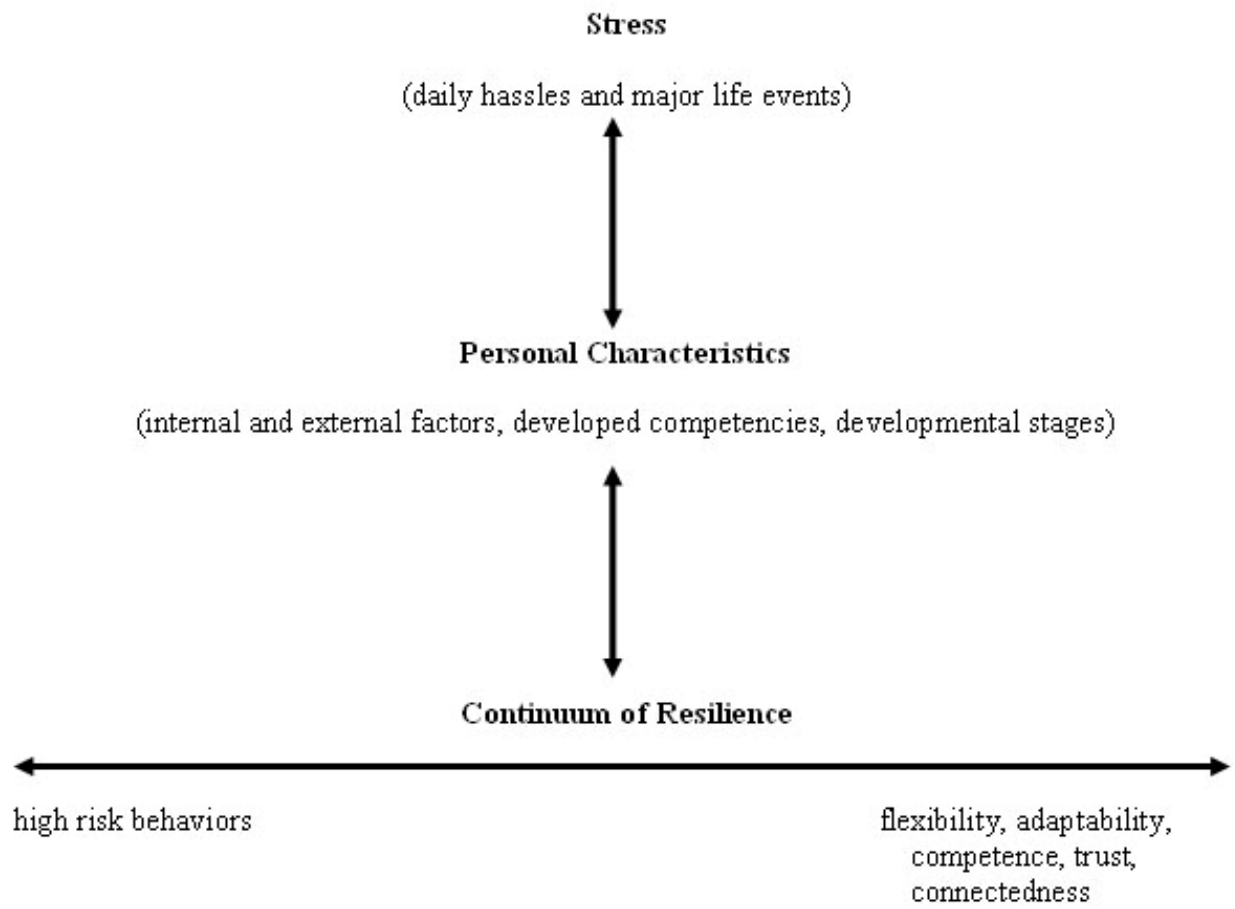 Stress
(daily hassles and major life events)
Personal Characteristics
(internal and external factors, developed competencies, developmental stages)
Continuum of Resilience
high risk behaviors
flexibility, adaptability,
competence, trust,
connectedness